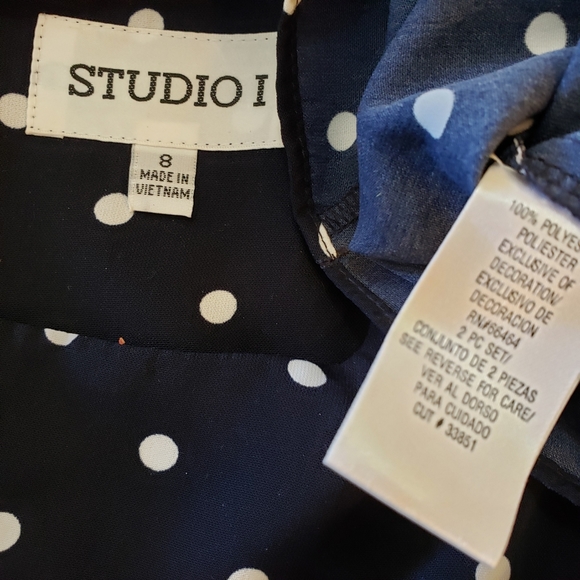 STUDIO I
8
MADE IN
VIETNAM
100% POLYES
POLIESTER
EXCLUSIVE OF
DECORATION/
EXCLUSIVO DE
DECORACION
RN#66464
2 PC SET/
CONJUNTO DE 2 PIEZAS
SEE REVERSE FOR CARE/
VER AL DORSO
PARA CUIDADO
CUT # 33851